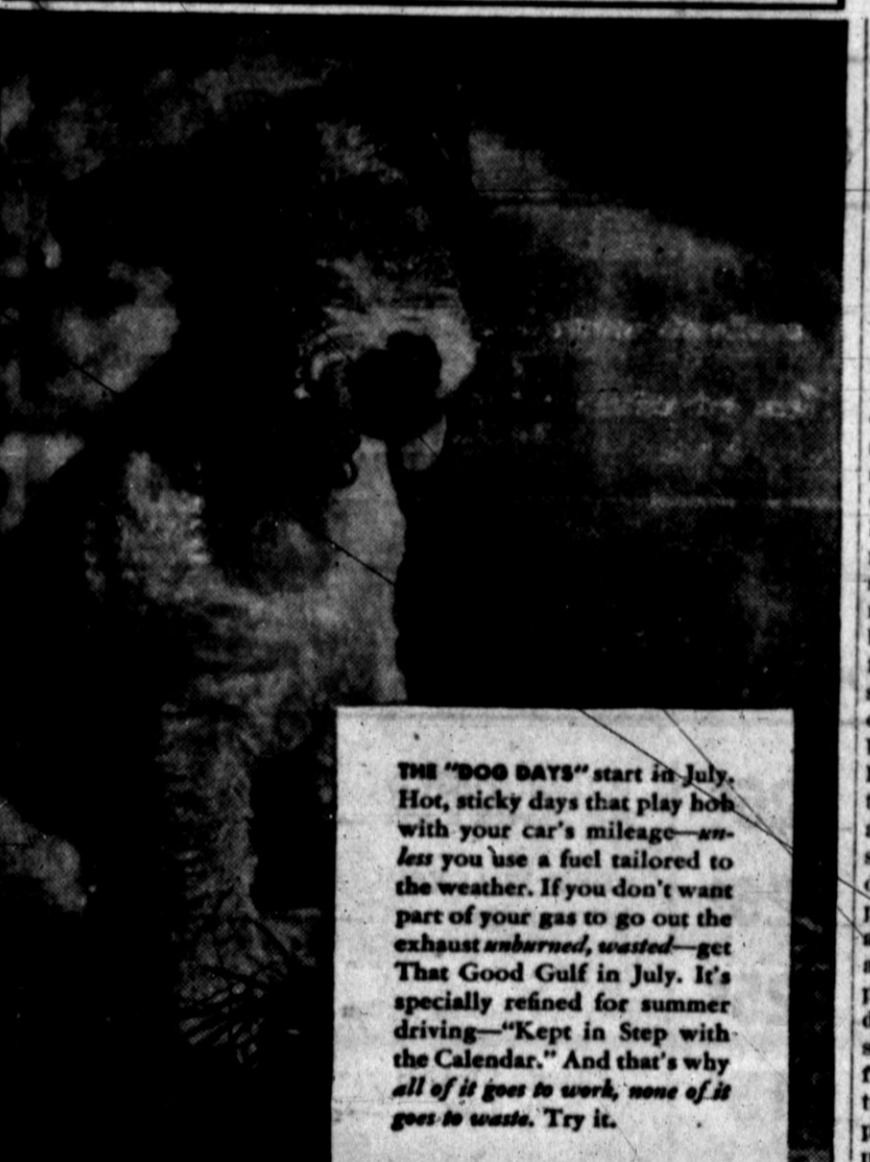 THE "DOG DAYS" start in July.
Hot, sticky days that play hob
with your car's mileage—un-
less you use a fuel tailored to
the weather. If you don't want
part of your gas to go out the
exhaust unburned, wasted—get
That Good Gulf in July. It's
specially refined for summer
driving—"Kept in Step with
the Calendar." And that's why
all of it goes to work, none of it
goes to waste. Try it.